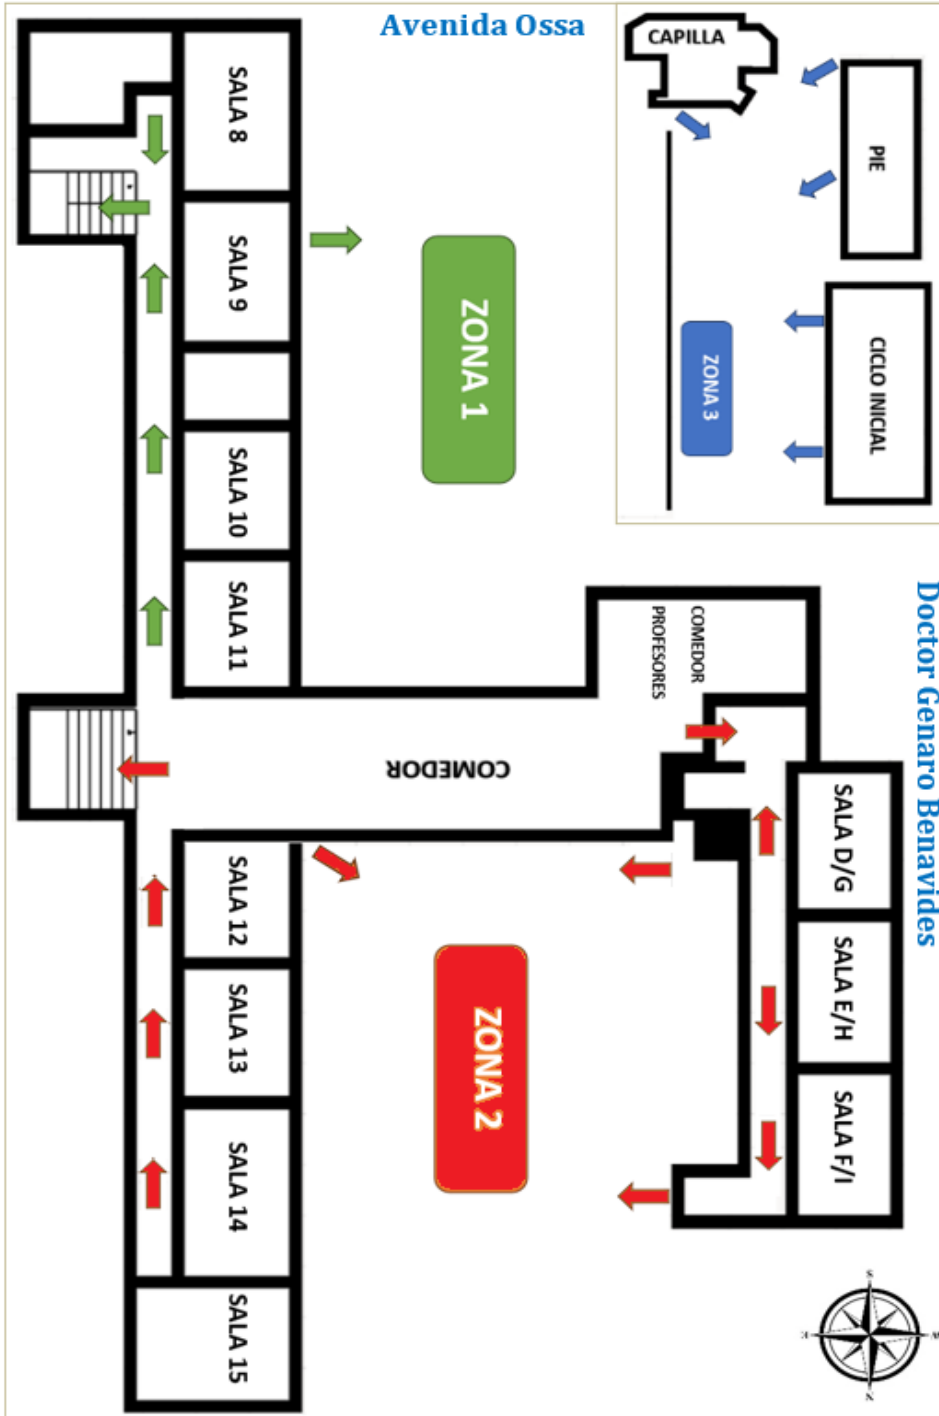 Avenida Ossa
CAPILLA
PIE
CICLO INICIAL
ZONA 3
SALA 8
SALA 9
ZONA 1
SALA 10
SALA 11
Doctor Genaro Benavides
COMEDOR
PROFESORES
COMEDOR
SALA D/G
SALA E/H
SALA F/I
SALA 12
SALA 13
SALA 14
SALA 15
ZONA 2
S
N